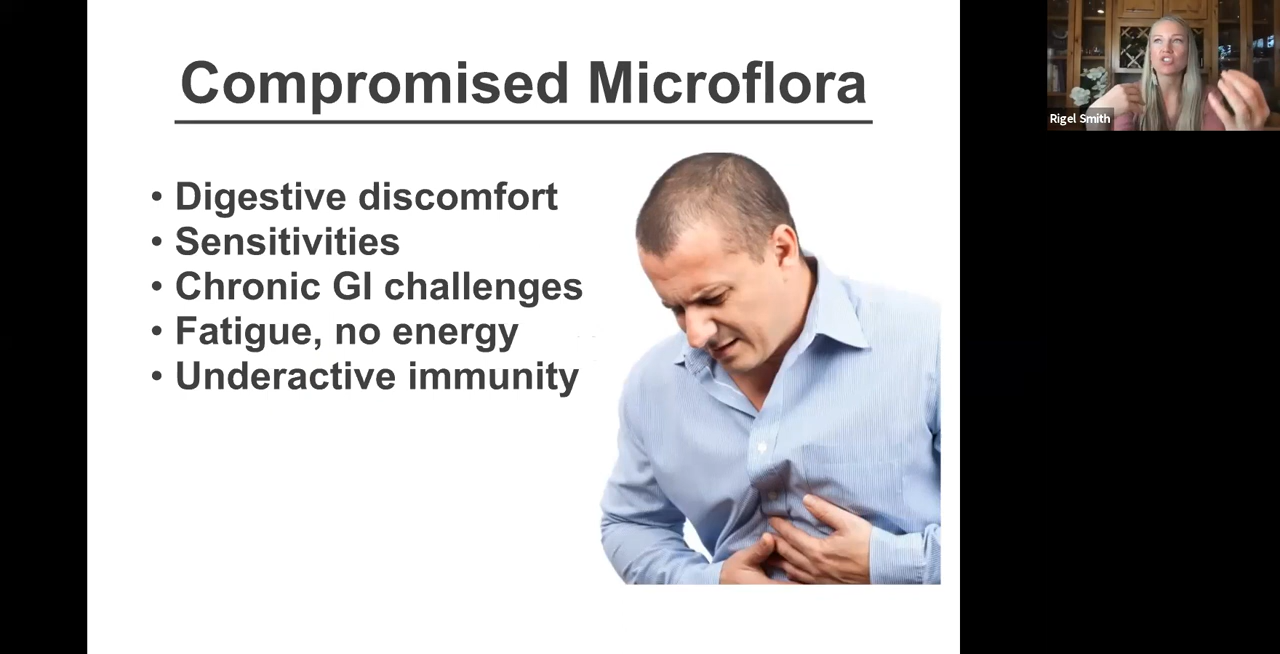 Compromised Microflora
• Digestive discomfort
• Sensitivities
• Chronic GI challenges
• Fatigue, no energy
• Underactive immunity
Rigel Smith